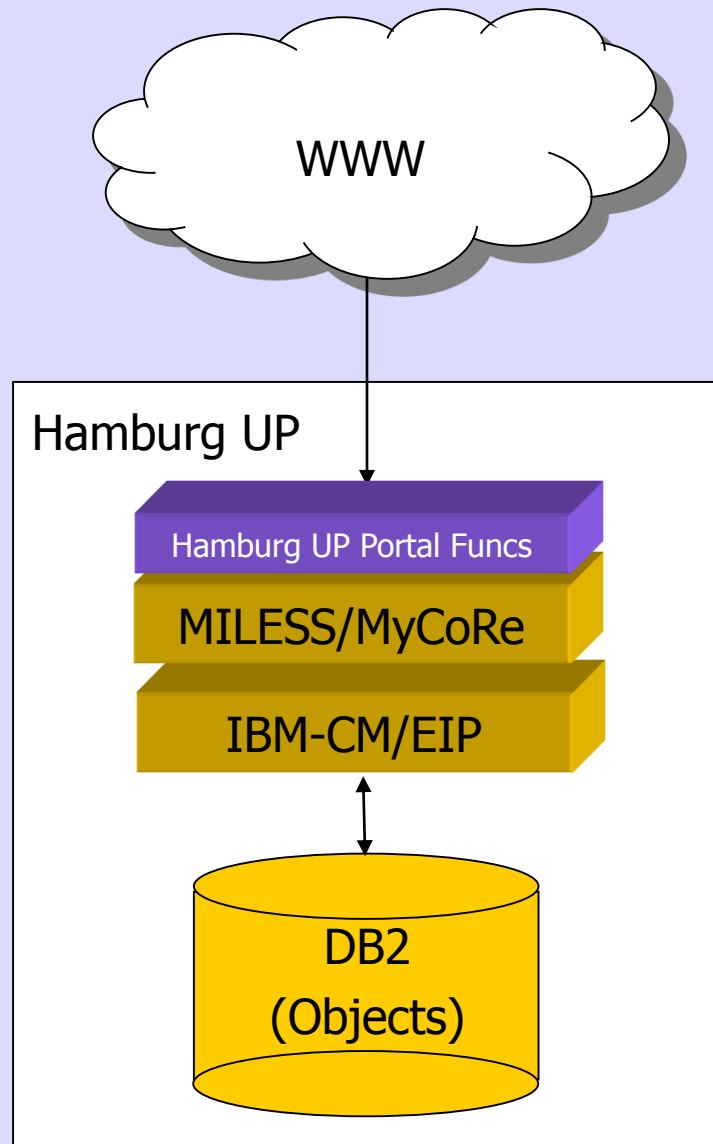 WWW
Hamburg UP
Hamburg UP Portal Funcs
MILESS/MyCoRe
IBM-CM/EIP
DB2
(Objects)